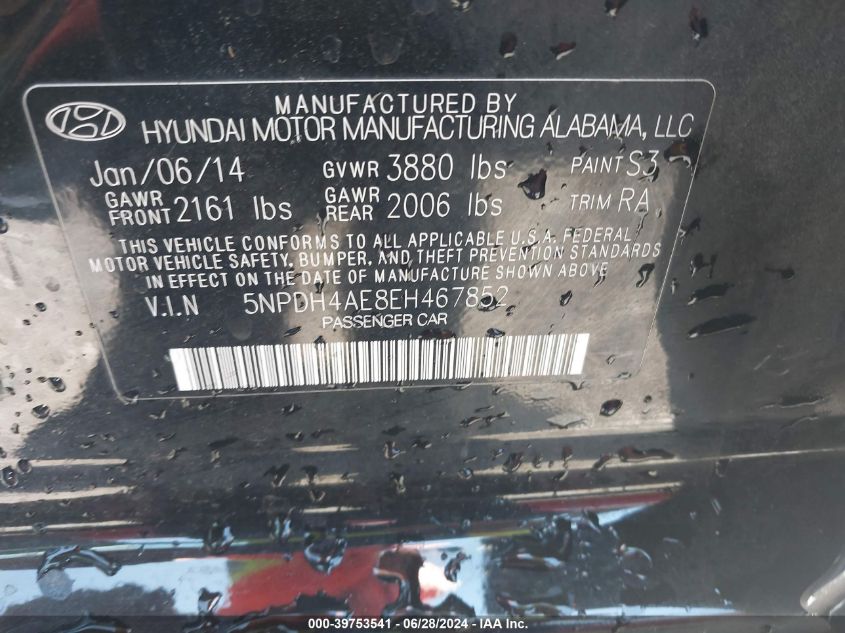 MANUFACTURED BY
HYUNDAI MOTOR MANUFACTURING ALABAMA, LLC
Jan/06/14 GVWR 3880 lbs PAINT S3
GAWR FRONT 2161 lbs GAWR REAR 2006 lbs TRIM RA
THIS VEHICLE CONFORMS TO ALL APPLICABLE U.S.A. FEDERAL
MOTOR VEHICLE SAFETY, BUMPER, AND THEFT PREVENTION STANDARDS
IN EFFECT ON THE DATE OF MANUFACTURE SHOWN ABOVE
V.I.N 5NPDH4AE8EH467852
PASSENGER CAR
000-39753541 - 06/28/2024 - IAA Inc.